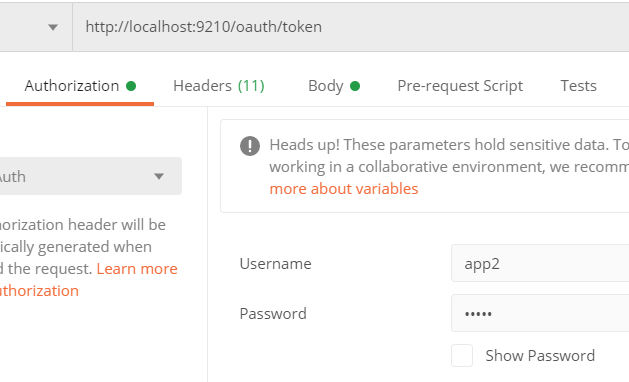 http://localhost:9210/oauth/token
Authorization Headers (11) Body Pre-request Script Tests
Heads up! These parameters hold sensitive data. To
working in a collaborative environment, we recomm
more about variables
Auth
horization header will be
ically generated when
d the request. Learn more
uthorization
Username app2
Password •••••
Show Password